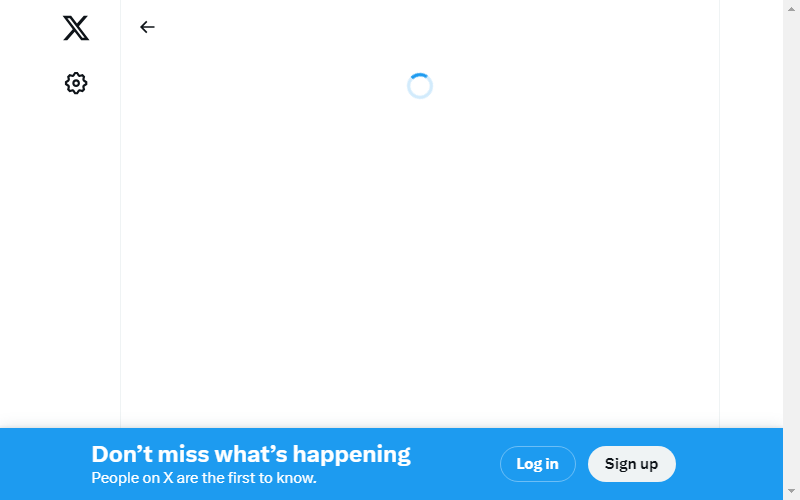 Don’t miss what’s happening
People on X are the first to know.
Log in
Sign up